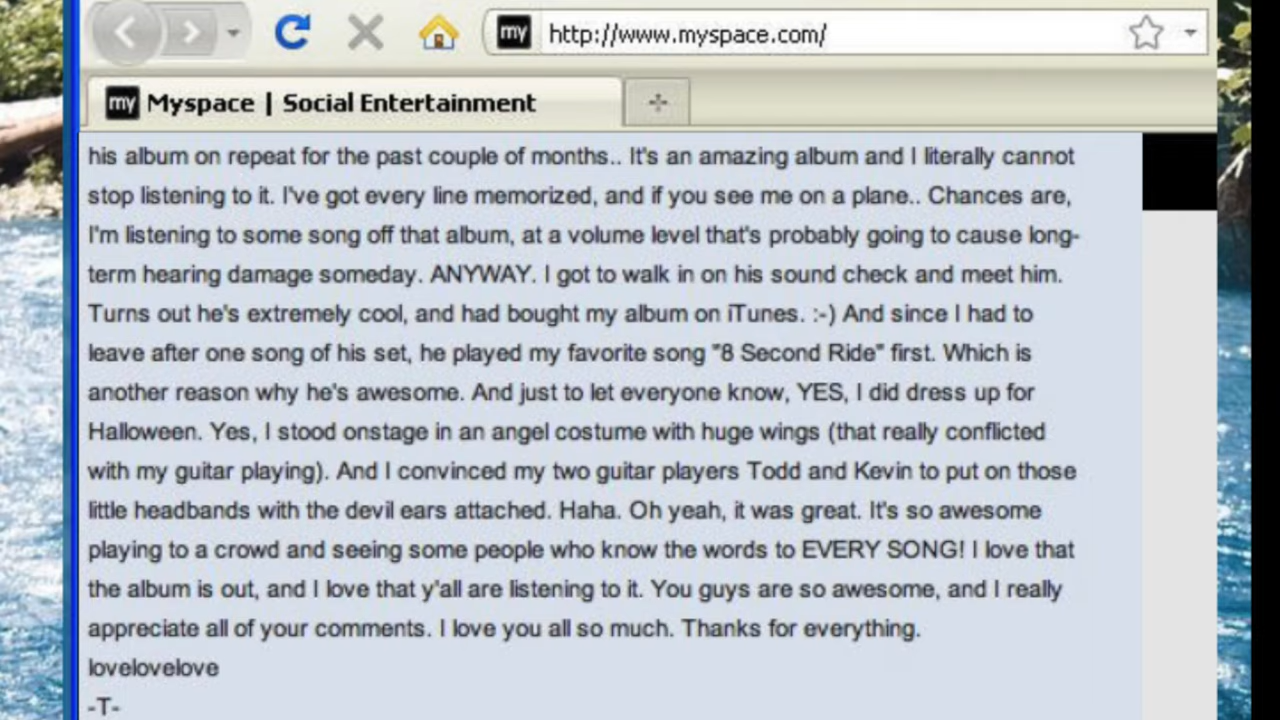 my http://www.myspace.com/
my Myspace | Social Entertainment
his album on repeat for the past couple of months.. It's an amazing album and I literally cannot
stop listening to it. I've got every line memorized, and if you see me on a plane.. Chances are,
I'm listening to some song off that album, at a volume level that's probably going to cause long-
term hearing damage someday. ANYWAY. I got to walk in on his sound check and meet him.
Turns out he's extremely cool, and had bought my album on iTunes. :-) And since I had to
leave after one song of his set, he played my favorite song "8 Second Ride" first. Which is
another reason why he's awesome. And just to let everyone know, YES, I did dress up for
Halloween. Yes, I stood onstage in an angel costume with huge wings (that really conflicted
with my guitar playing). And I convinced my two guitar players Todd and Kevin to put on those
little headbands with the devil ears attached. Haha. Oh yeah, it was great. It's so awesome
playing to a crowd and seeing some people who know the words to EVERY SONG! I love that
the album is out, and I love that y'all are listening to it. You guys are so awesome, and I really
appreciate all of your comments. I love you all so much. Thanks for everything.
lovelovelove
-T-